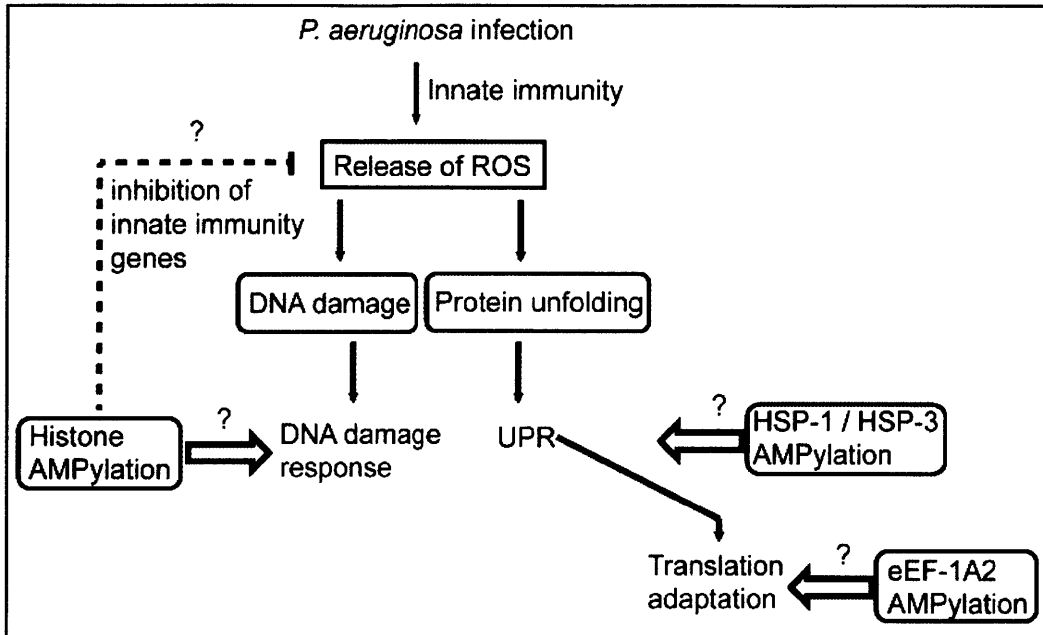 P. aeruginosa infection
Innate immunity
?
Release of ROS
inhibition of
innate immunity
genes
DNA damage
Protein unfolding
Histone
AMPylation
?
DNA damage
response
UPR
?
HSP-1 / HSP-3
AMPylation
Translation
adaptation
?
eEF-1A2
AMPylation